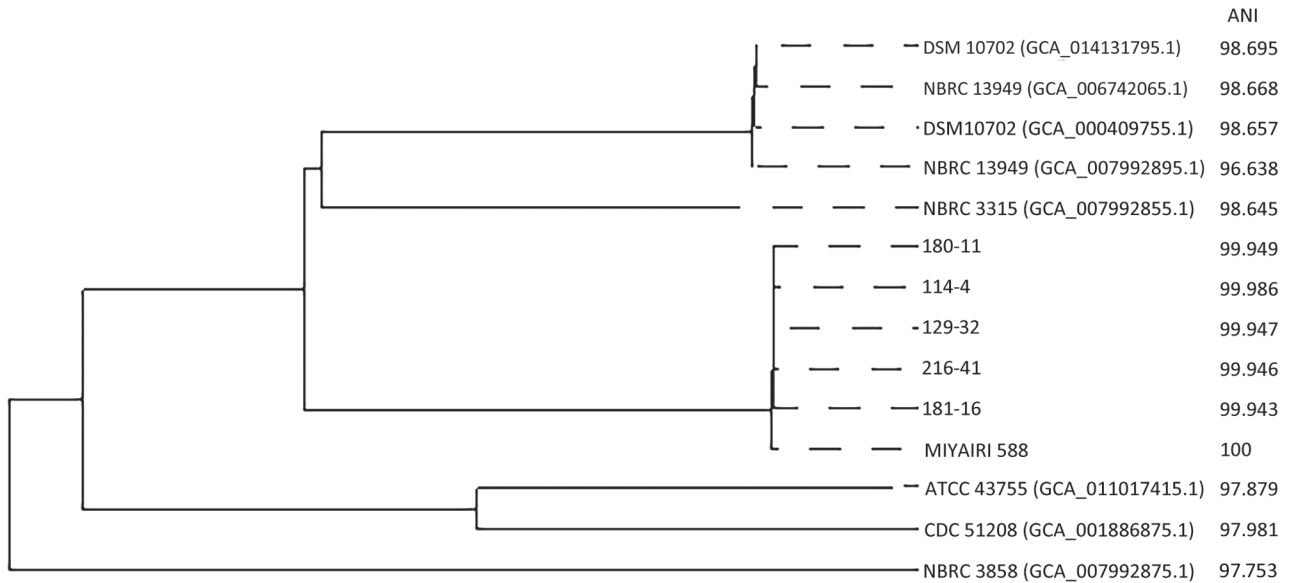 ANI
DSM 10702 (GCA_014131795.1) 98.695
NBRC 13949 (GCA_006742065.1) 98.668
DSM10702 (GCA_000409755.1) 98.657
NBRC 13949 (GCA_007992895.1) 96.638
NBRC 3315 (GCA_007992855.1) 98.645
180-11 99.949
114-4 99.986
129-32 99.947
216-41 99.946
181-16 99.943
MIYAIRI 588 100
ATCC 43755 (GCA_011017415.1) 97.879
CDC 51208 (GCA_001886875.1) 97.981
NBRC 3858 (GCA_007992875.1) 97.753